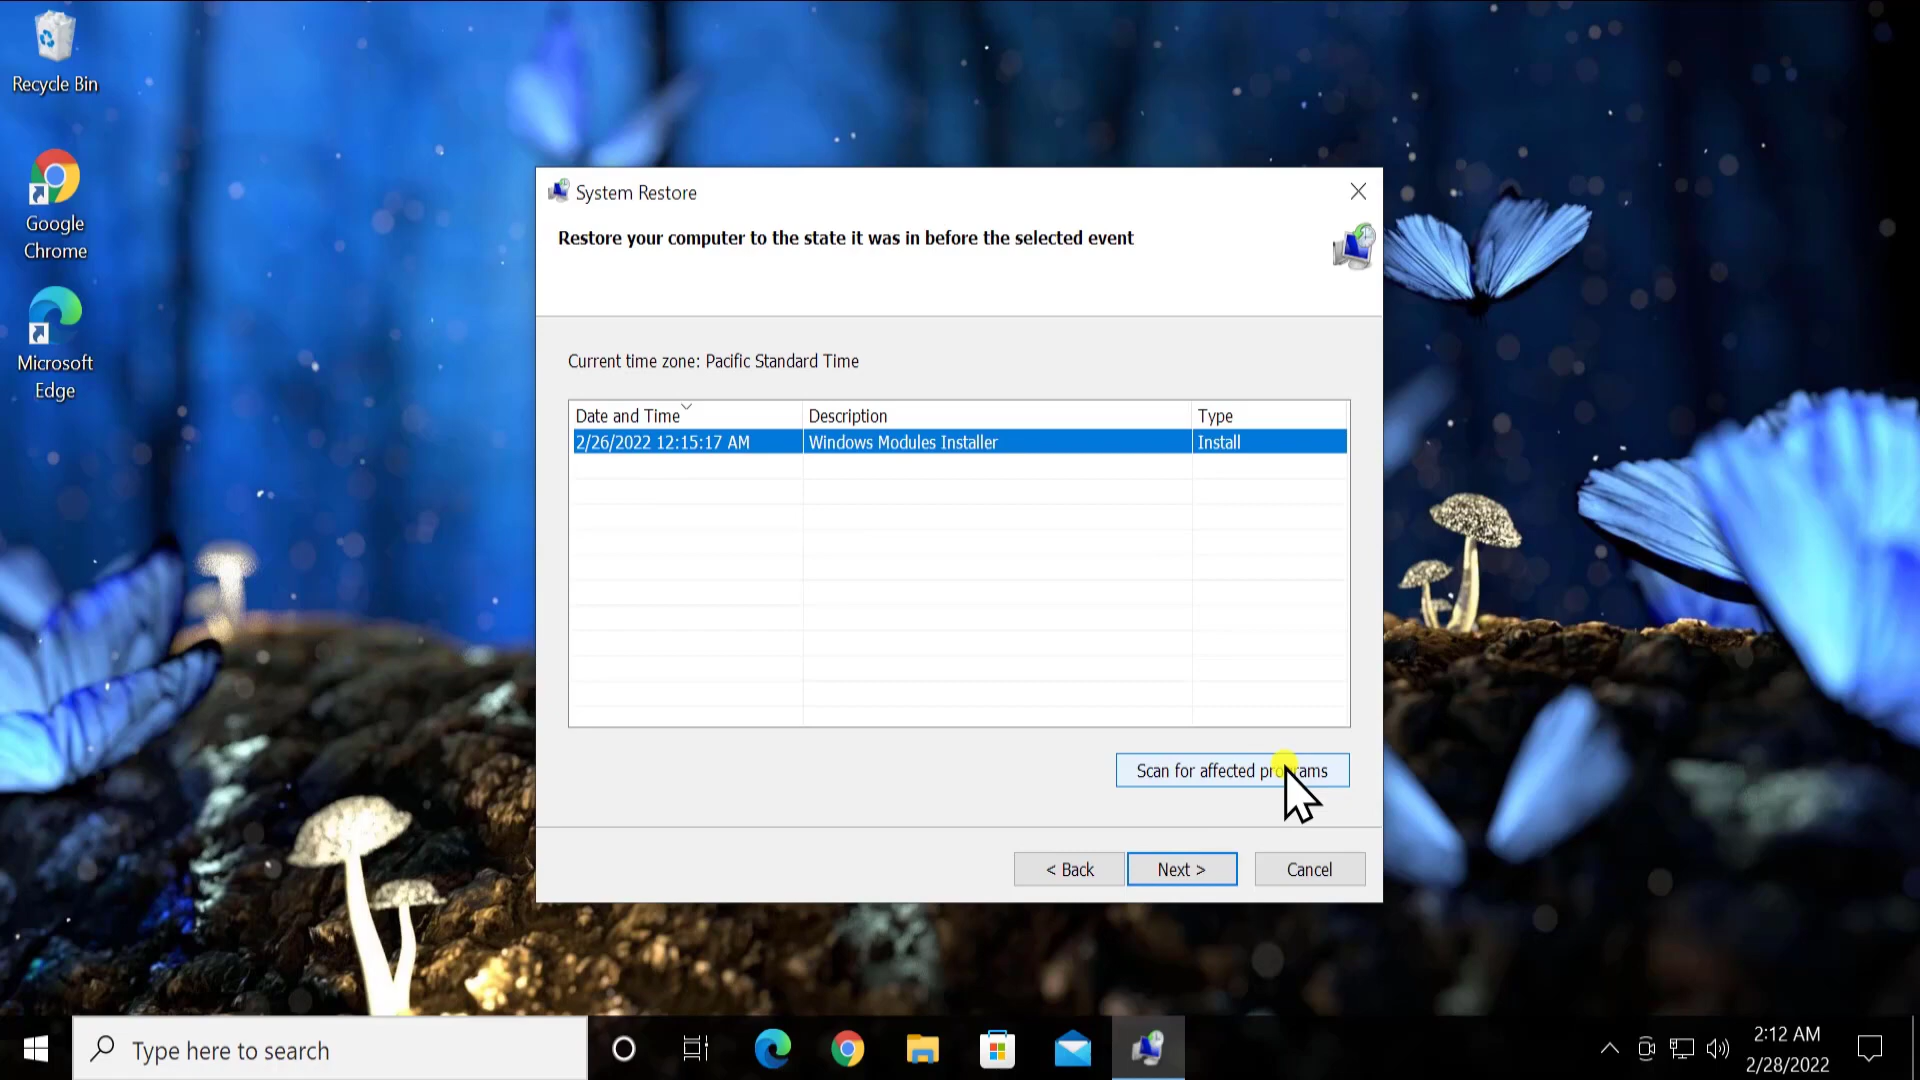 Recycle Bin
Google
Chrome
Microsoft
Edge
System Restore
Restore your computer to the state it was in before the selected event
Current time zone: Pacific Standard Time
Date and Time Description Type
2/26/2022 12:15:17 AM Windows Modules Installer Install
Scan for affected programs
< Back Next > Cancel
Type here to search
2:12 AM
2/28/2022